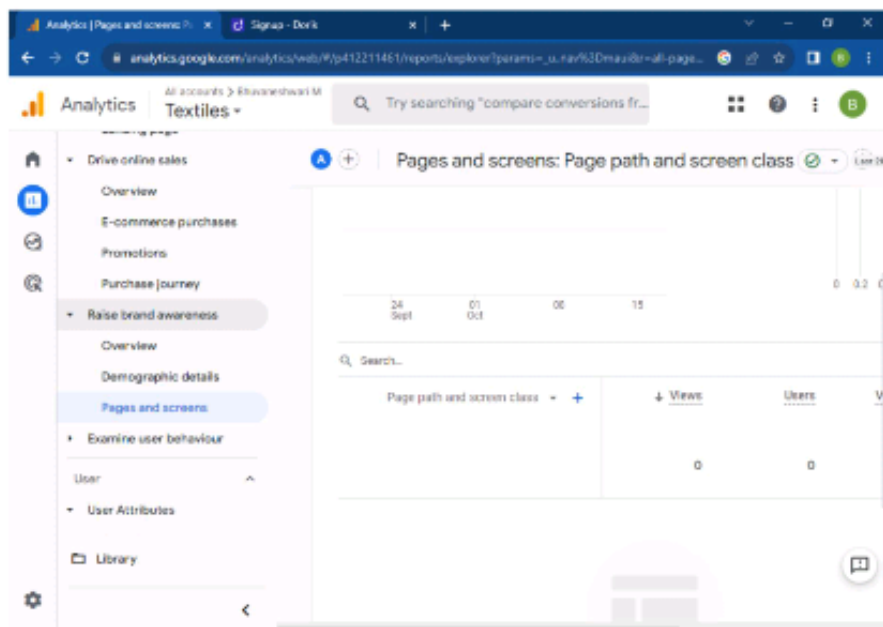 Analytics | Pages and screens: P
Signup - Dorik
analytics.google.com/analytics/web/#/p412211461/reports/explorer?params=_u..nav%3Dmaui&r=all-page...
B
Analytics
All accounts > Bhuvaneshwari M
Textiles
Try searching "compare conversions fr...
B
Landing page
Drive online sales
A
Pages and screens: Page path and screen class
Overview
E-commerce purchases
Promotions
Purchase journey
0 0.2
24 Sept
01 Oct
08
15
Raise brand awareness
Overview
Search...
Demographic details
Page path and screen class
Views
Users
V
Pages and screens
Examine user behaviour
0
0
User
User Attributes
Library